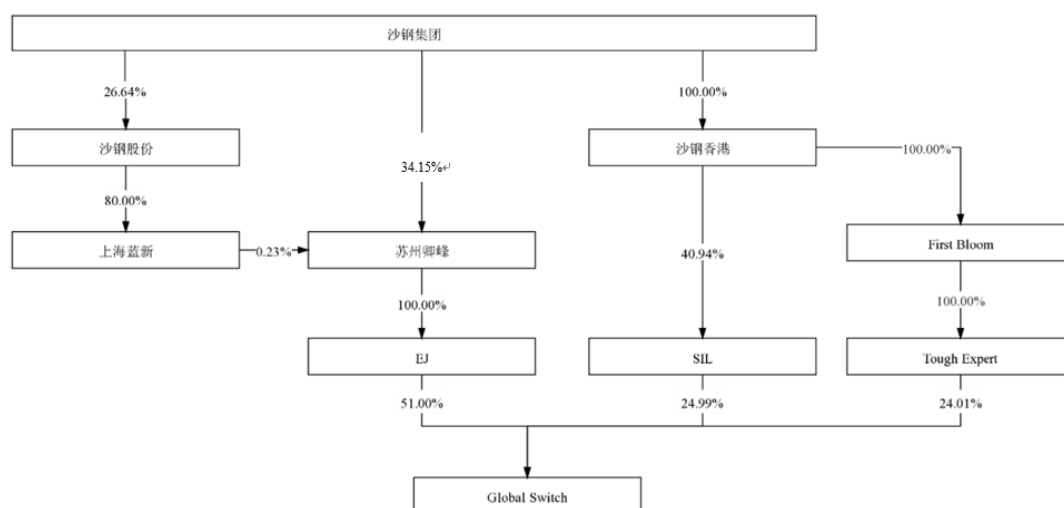 沙钢集团
26.64%
100.00%
沙钢股份
沙钢香港
100.00%
34.15%
80.00%
上海蓝新
0.23%
苏州卿峰
40.94%
First Bloom
100.00%
100.00%
EJ
SIL
Tough Expert
51.00%
24.99%
24.01%
Global Switch